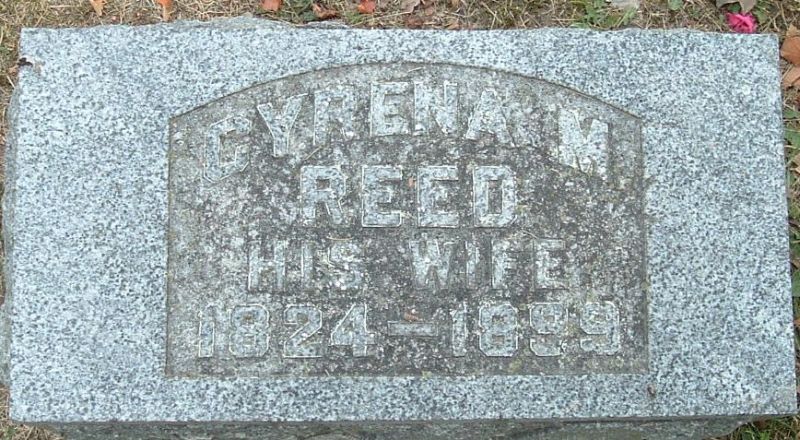 CYRENA M
REED
HIS WIFE
1824-1899